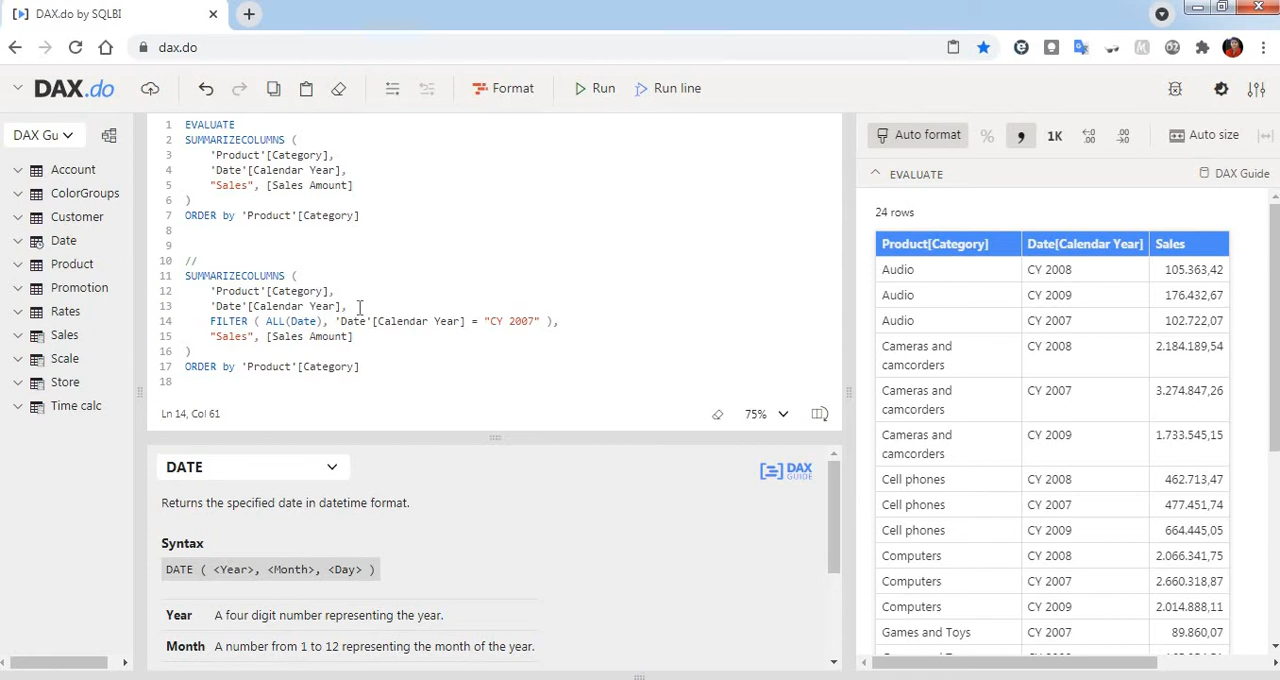 DAX.do by SQLBI
dax.do
DAX.do
Format
Run
Run line
DAX Gu
Account
ColorGroups
Customer
Date
Product
Promotion
Rates
Sales
Scale
Store
Time calc
1 EVALUATE
2 SUMMARIZECOLUMNS (
3 'Product'[Category],
4 'Date'[Calendar Year],
5 "Sales", [Sales Amount]
6 )
7 ORDER by 'Product'[Category]
8
9
10 //
11 SUMMARIZECOLUMNS (
12 'Product'[Category],
13 'Date'[Calendar Year],
14 FILTER ( ALL(Date), 'Date'[Calendar Year] = "CY 2007" ),
15 "Sales", [Sales Amount]
16 )
17 ORDER by 'Product'[Category]
18
Ln 14, Col 61
75%
DATE
DAX GUIDE
Returns the specified date in datetime format.
Syntax
DATE ( <Year>, <Month>, <Day> )
Year A four digit number representing the year.
Month A number from 1 to 12 representing the month of the year.
Auto format
%
1K
Auto size
EVALUATE
DAX Guide
24 rows
Product[Category] Date[Calendar Year] Sales
Audio CY 2008 105.363,42
Audio CY 2009 176.432,67
Audio CY 2007 102.722,07
Cameras and camcorders CY 2008 2.184.189,54
Cameras and camcorders CY 2007 3.274.847,26
Cameras and camcorders CY 2009 1.733.545,15
Cell phones CY 2008 462.713,47
Cell phones CY 2007 477.451,74
Cell phones CY 2009 664.445,05
Computers CY 2008 2.066.341,75
Computers CY 2007 2.660.318,87
Computers CY 2009 2.014.888,11
Games and Toys CY 2007 89.860,07